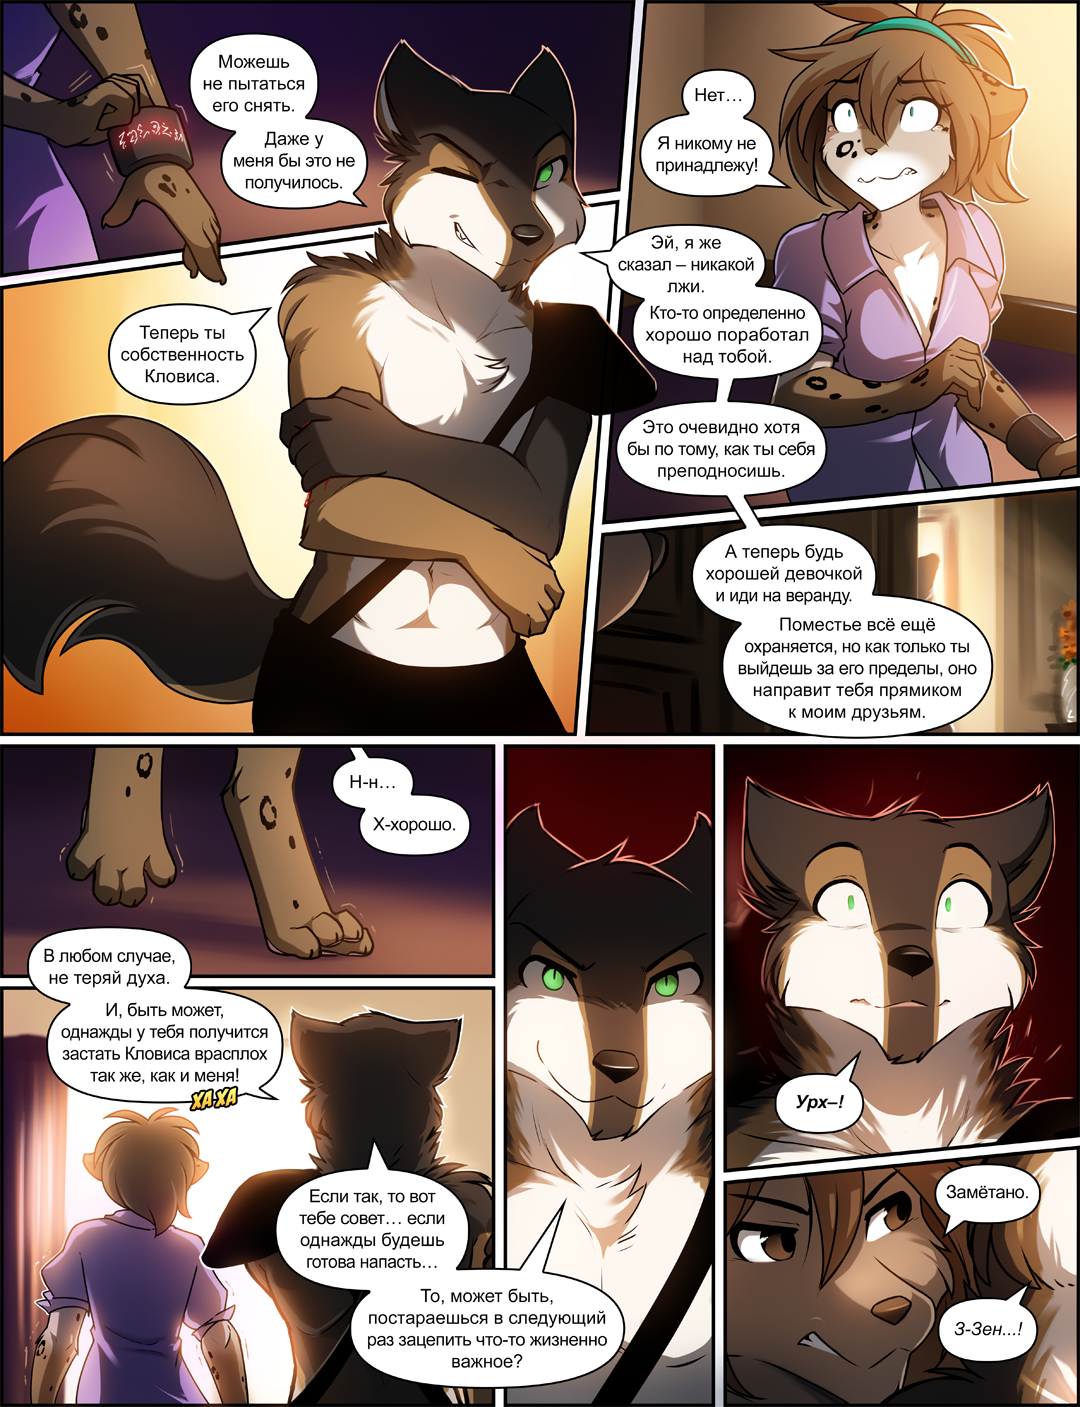 Можешь
не пытаться
его снять.
Даже у
меня бы это не
получилось.
Теперь ты
собственность
Кловиса.
Нет...
Я никому не
принадлежу!
Эй, я же
сказал – никакой
лжи.
Кто-то определенно
хорошо поработал
над тобой.
Это очевидно хотя
бы по тому, как ты себя
преподносишь.
А теперь будь
хорошей девочкой
и иди на веранду.
Поместье всё ещё
охраняется, но как только ты
выйдешь за его пределы, оно
направит тебя прямиком
к моим друзьям.
Н-н...
Х-хорошо.
В любом случае,
не теряй духа.
И, быть может,
однажды у тебя получится
застать Кловиса врасплох
так же, как и меня!
ХА ХА
Если так, то вот
тебе совет... если
однажды будешь
готова напасть...
То, может быть,
постараешься в следующий
раз зацепить что-то жизненно
важное?
Урх–!
Замётано.
З-Зен...!